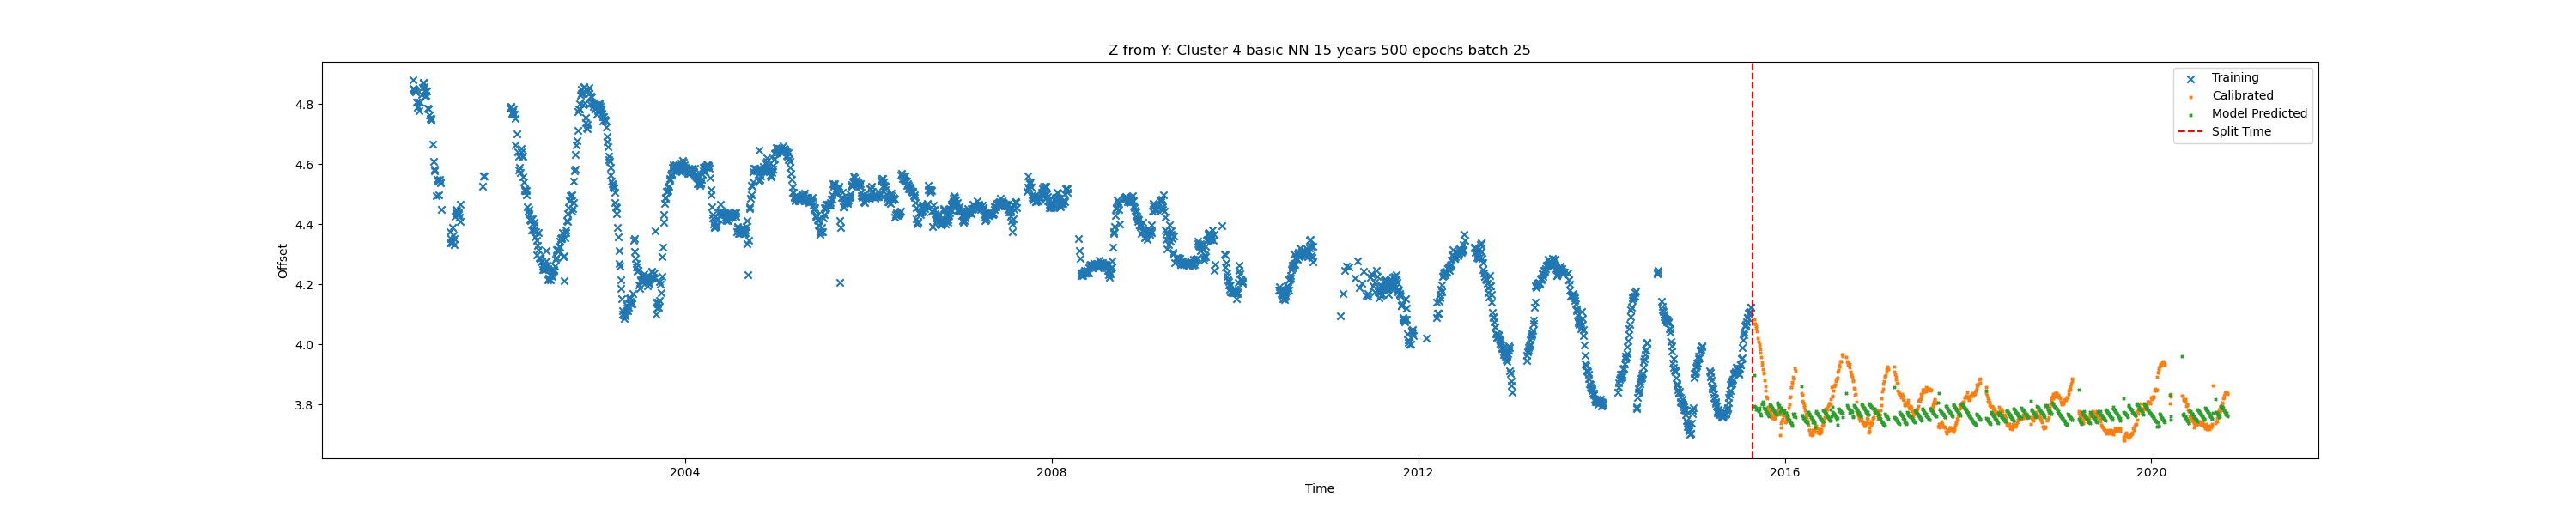 Z from Y: Cluster 4 basic NN 15 years 500 epochs batch 25
Training
Calibrated
Model Predicted
Split Time
4.8
4.6
4.4
4.2
4.0
3.8
Offset
2004
2008
2012
2016
2020
Time